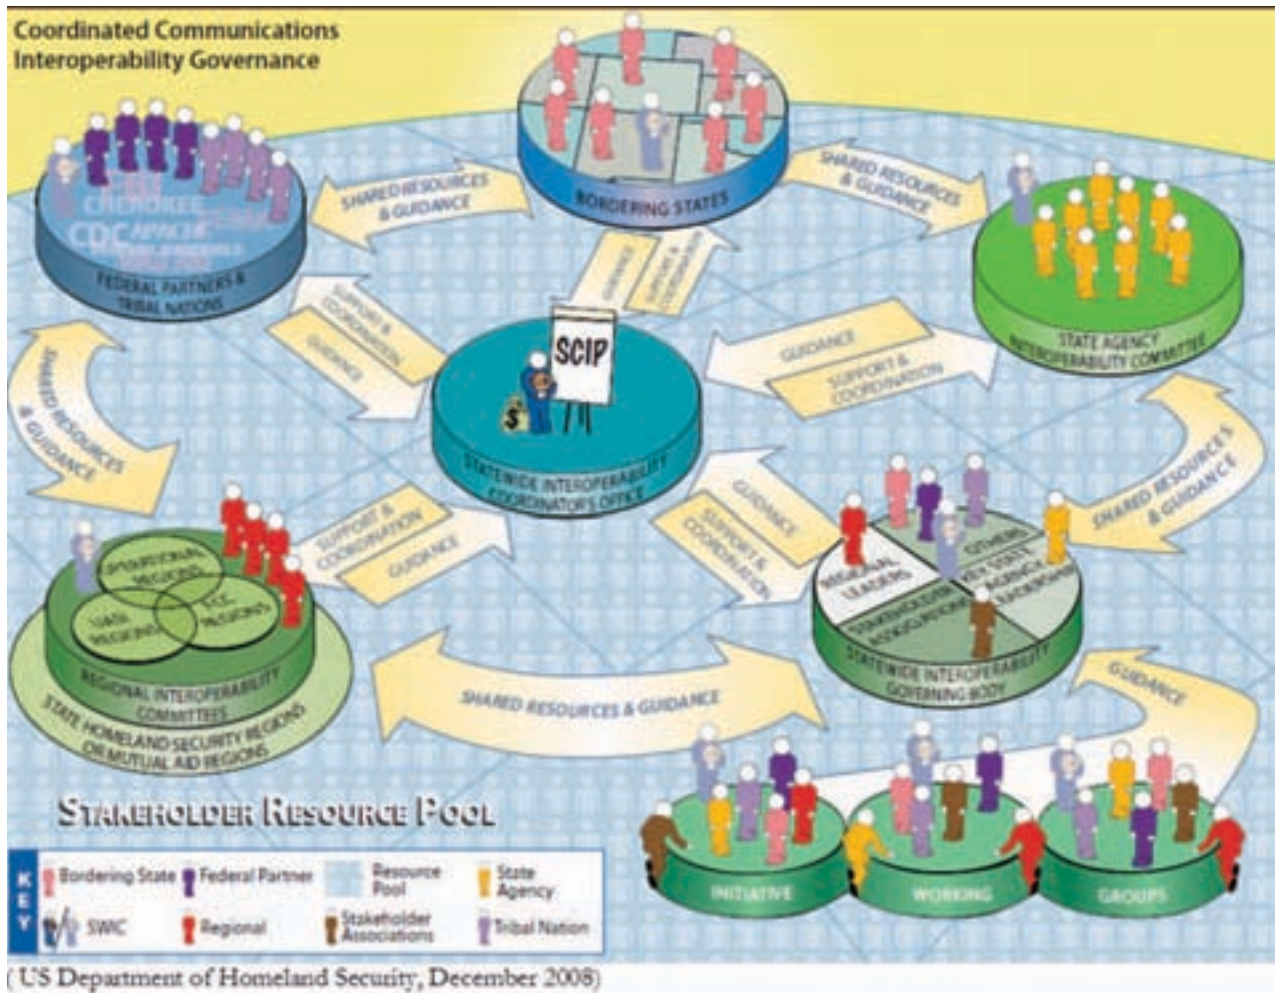 Coordinated Communications
Interoperability Governance
BORDERING STATES
SHARED RESOURCES
& GUIDANCE
SHARED RESOURCES
& GUIDANCE
CHEROKEE
CDC APACHE
FEDERAL PARTNERS &
TRIBAL NATIONS
GUIDANCE
SUPPORT &
COORDINATION
STATE AGENCY
INTEROPERABILITY COMMITTEE
SUPPORT &
COORDINATION
GUIDANCE
SCIP
$
STATEWIDE INTEROPERABILITY
COORDINATOR'S OFFICE
GUIDANCE
SUPPORT &
COORDINATION
SHARED RESOURCES
& GUIDANCE
SHARED RESOURCES
& GUIDANCE
SUPPORT &
COORDINATION
GUIDANCE
GUIDANCE
SUPPORT &
COORDINATION
OPERATIONAL
REGIONS
UASI
REGIONS
FCC
REGIONS
REGIONAL INTEROPERABILITY
COMMITTEES
STATE HOMELAND SECURITY REGIONS
OR MUTUAL AID REGIONS
REGIONAL
LEADERS
OTHERS
KEY STATE
AGENCY
LEADERSHIP
STAKEHOLDER
ASSOCIATIONS
STATEWIDE INTEROPERABILITY
GOVERNING BODY
SHARED RESOURCES & GUIDANCE
GUIDANCE
INITIATIVE
WORKING
GROUPS
STAKEHOLDER RESOURCE POOL
KEY
Bordering State
Federal Partner
Resource
Pool
State
Agency
SWIC
Regional
Stakeholder
Associations
Tribal Nation
( US Department of Homeland Security, December 2008)